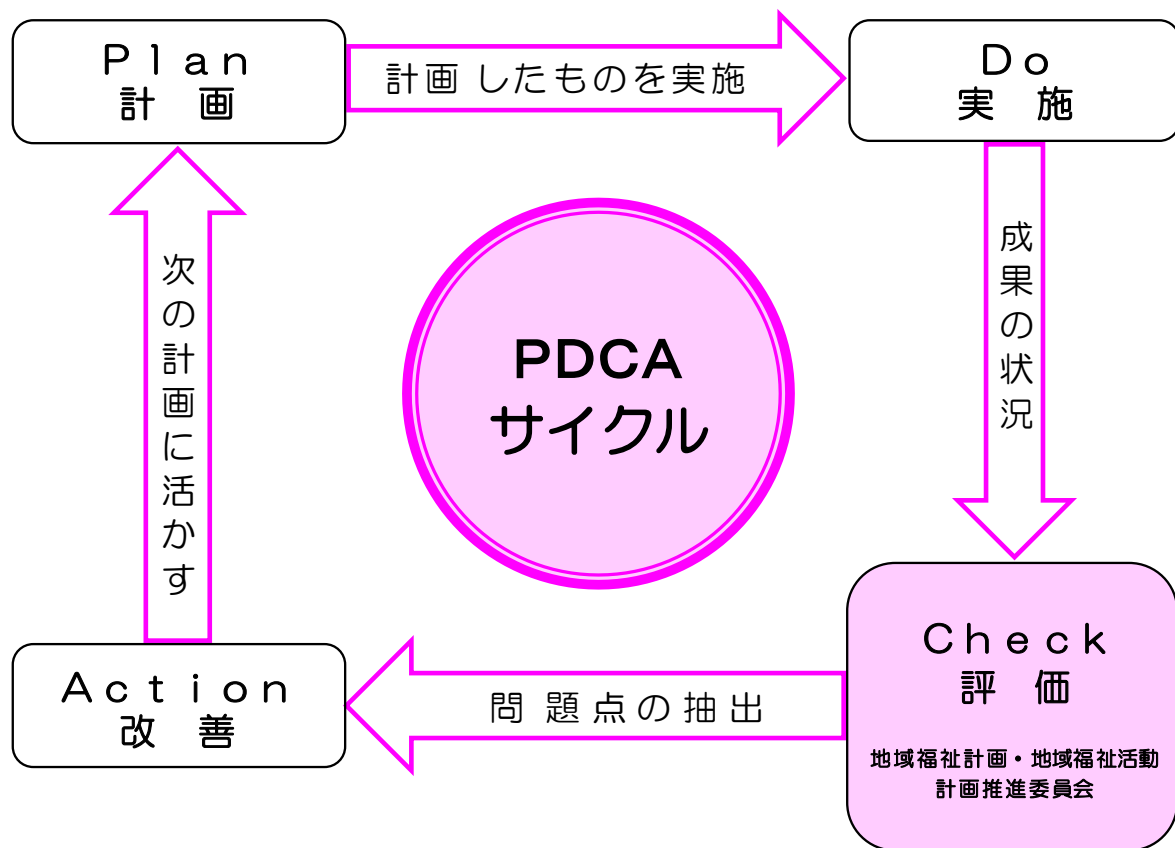 Plan
計画
計画したものを実施
Do
実施
成果の状況
Check
評価
地域福祉計画・地域福祉活動
計画推進委員会
問題点の抽出
Action
改善
次の計画に活かす
PDCA
サイクル